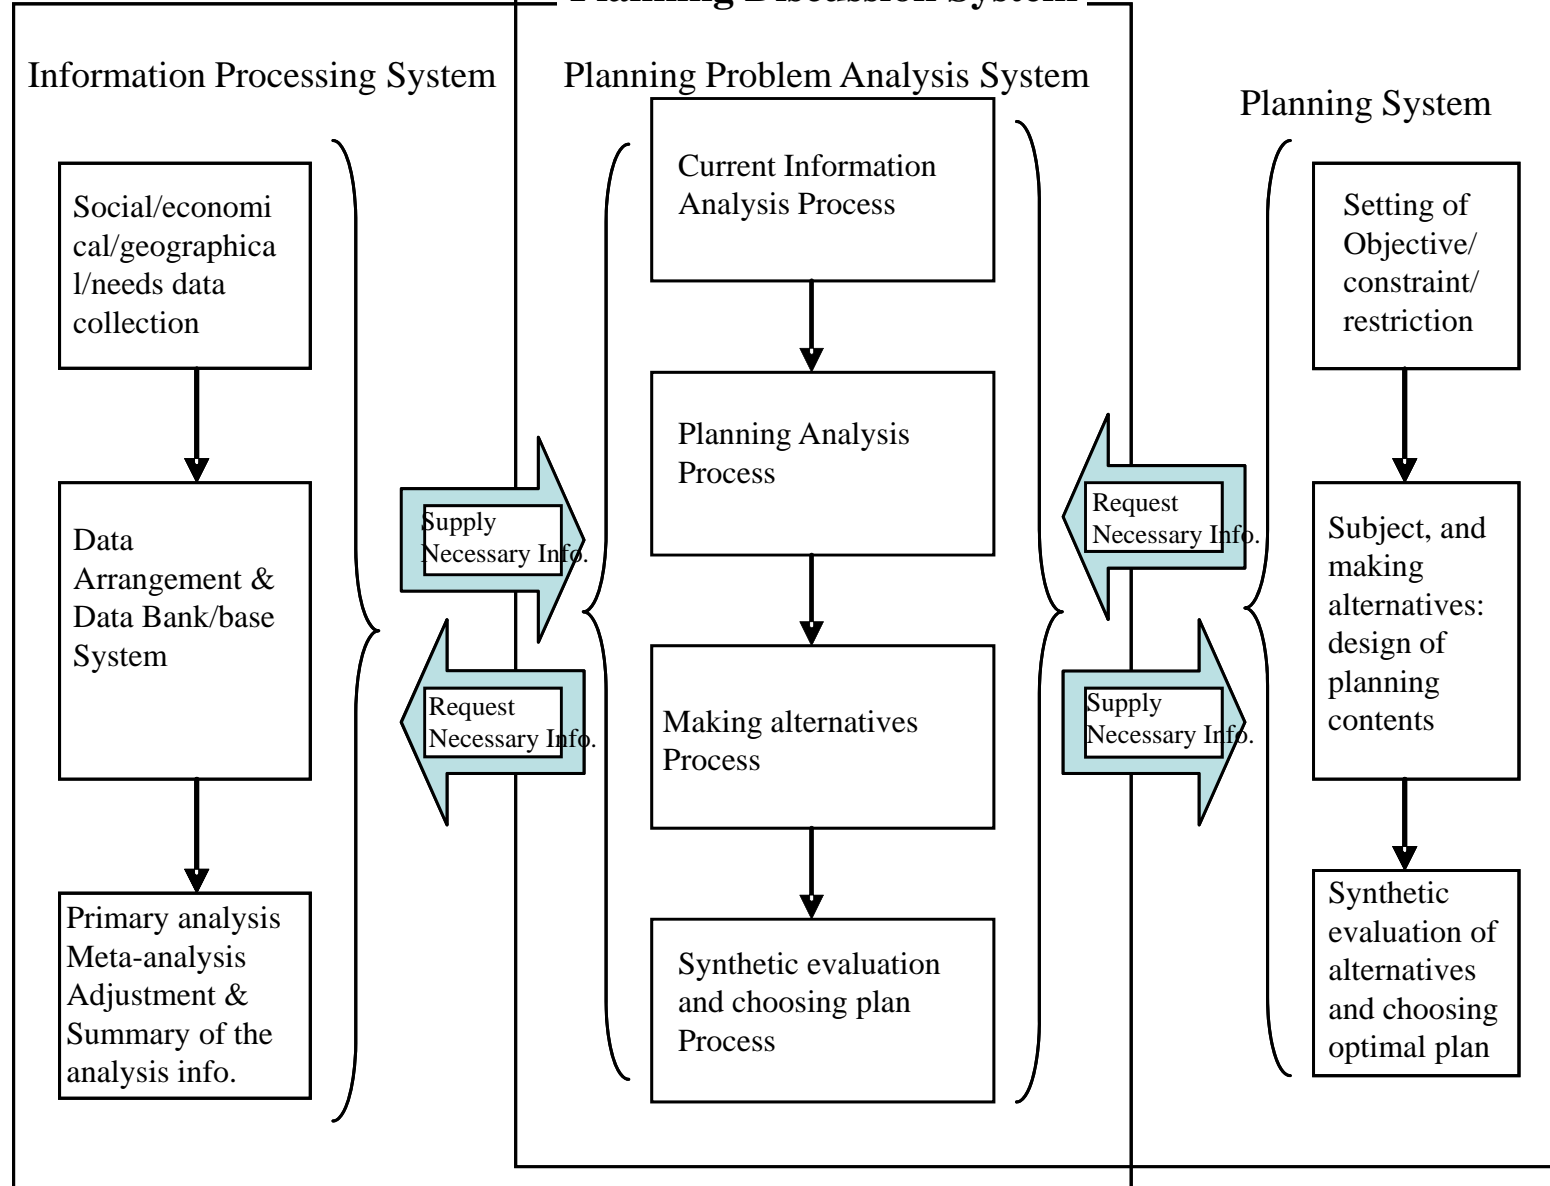 Planning Discussion System
Information Processing System
Social/economi
cal/geographica
l/needs data
collection
Data
Arrangement &
Data Bank/base
System
Primary analysis
Meta-analysis
Adjustment &
Summary of the
analysis info.
Supply
Necessary Info.
Request
Necessary Info.
Planning Problem Analysis System
Current Information
Analysis Process
Planning Analysis
Process
Making alternatives
Process
Synthetic evaluation
and choosing plan
Process
Request
Necessary Info.
Supply
Necessary Info.
Planning System
Setting of
Objective/
constraint/
restriction
Subject, and
making
alternatives:
design of
planning
contents
Synthetic
evaluation of
alternatives
and choosing
optimal plan